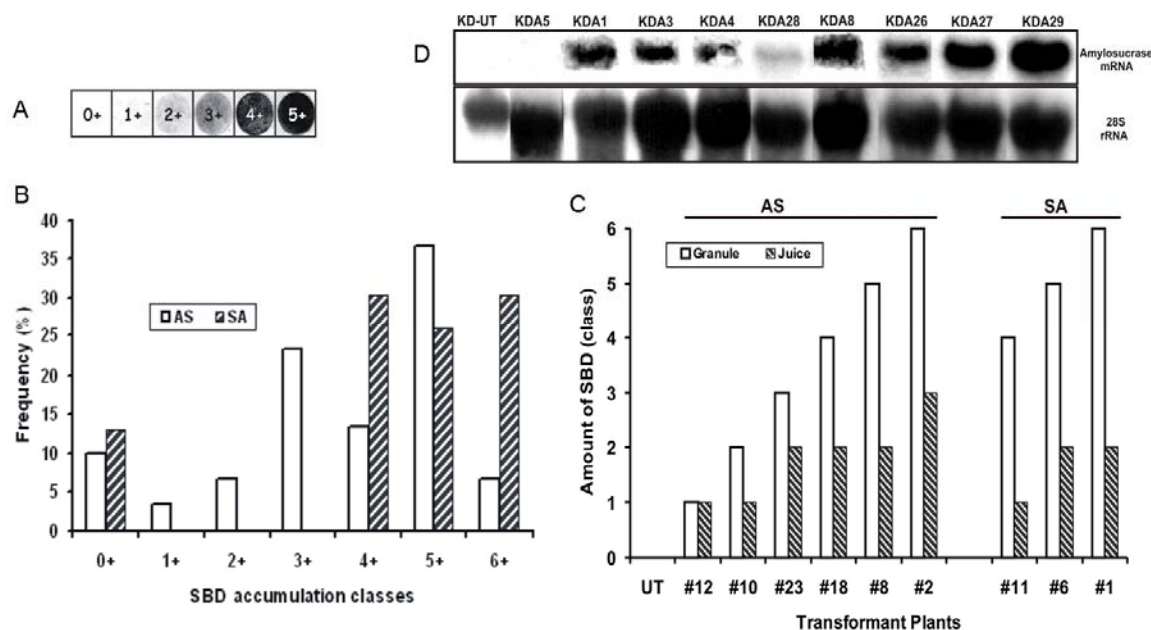 A
0+ 1+ 2+ 3+ 4+ 5+
D
KD-UT KDA5 KDA1 KDA3 KDA4 KDA28 KDA8 KDA26 KDA27 KDA29
Amylosucrase
mRNA
28S
rRNA
B
40
35
30
25
20
15
10
5
0
Frequency (%)
AS SA
0+ 1+ 2+ 3+ 4+ 5+ 6+
SBD accumulation classes
C
AS SA
6
5
4
3
2
1
0
Amount of SBD (class)
Granule Juice
UT #12 #10 #23 #18 #8 #2 #11 #6 #1
Transformant Plants